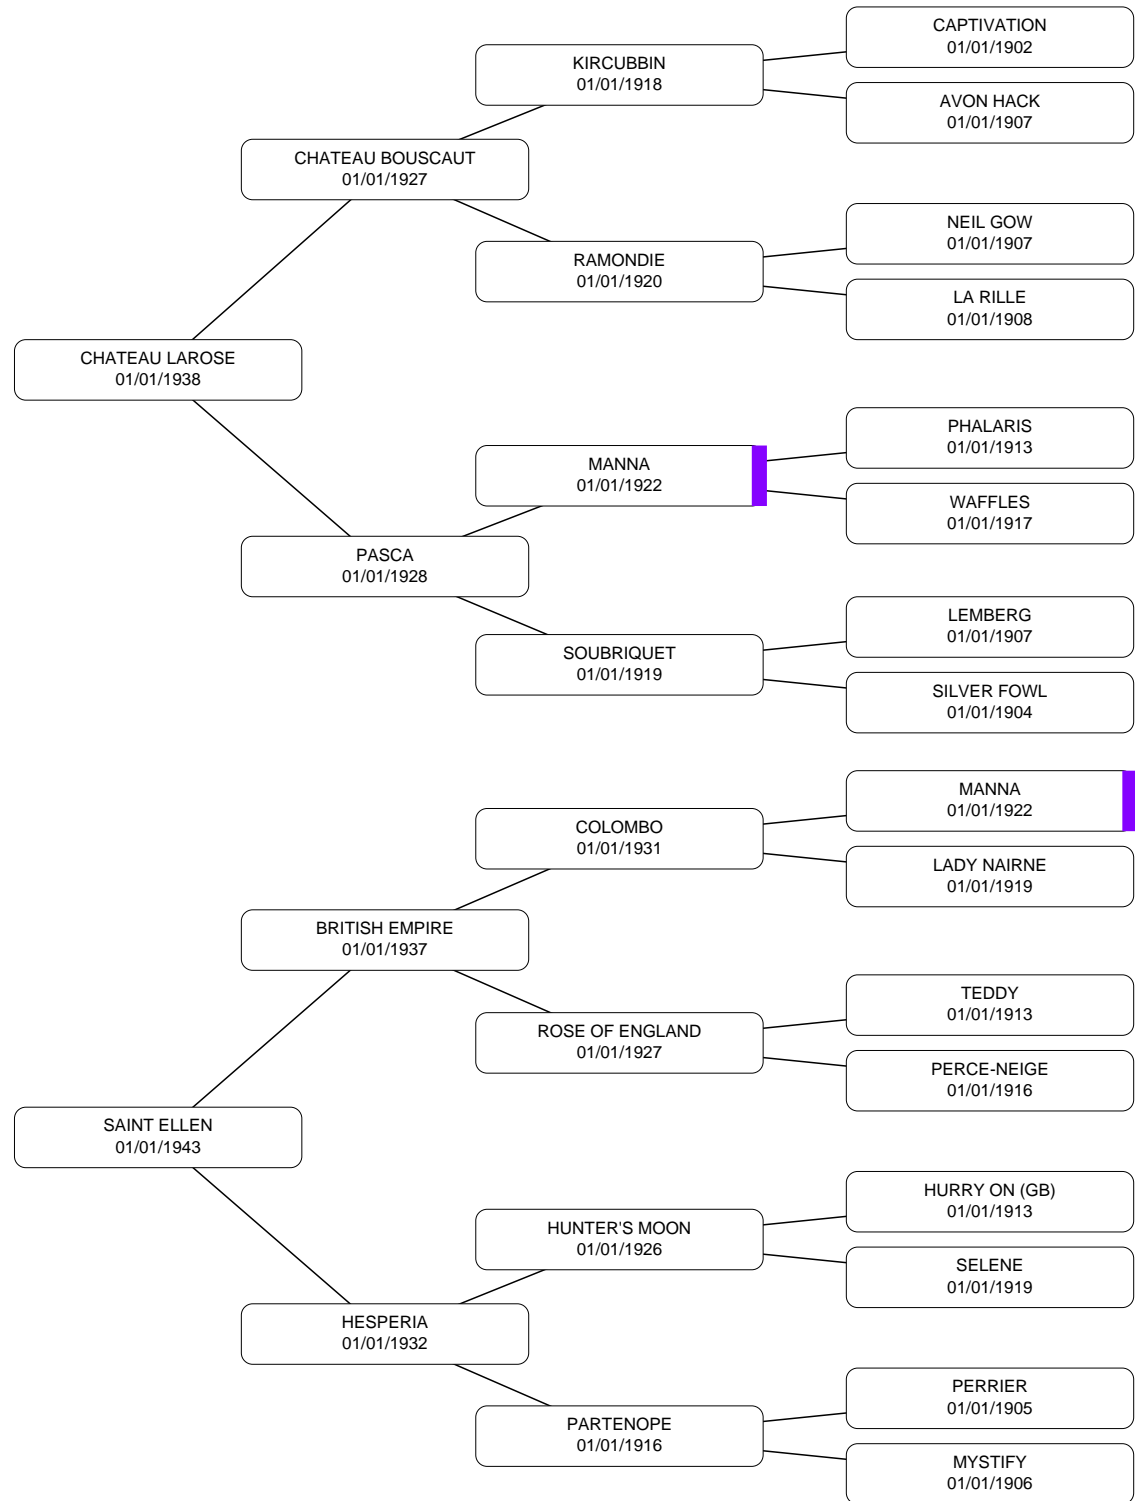 CAPTIVATION
01/01/1902
KIRCUBBIN
01/01/1918
AVON HACK
01/01/1907
CHATEAU BOUSCAUT
01/01/1927
NEIL GOW
01/01/1907
RAMONDIE
01/01/1920
LA RILLE
01/01/1908
CHATEAU LAROSE
01/01/1938
PHALARIS
01/01/1913
MANNA
01/01/1922
WAFFLES
01/01/1917
PASCA
01/01/1928
LEMBERG
01/01/1907
SOUBRIQUET
01/01/1919
SILVER FOWL
01/01/1904
MANNA
01/01/1922
COLOMBO
01/01/1931
LADY NAIRNE
01/01/1919
BRITISH EMPIRE
01/01/1937
TEDDY
01/01/1913
ROSE OF ENGLAND
01/01/1927
PERCE-NEIGE
01/01/1916
SAINT ELLEN
01/01/1943
HURRY ON (GB)
01/01/1913
HUNTER'S MOON
01/01/1926
SELENE
01/01/1919
HESPERIA
01/01/1932
PERRIER
01/01/1905
PARTENOPE
01/01/1916
MYSTIFY
01/01/1906